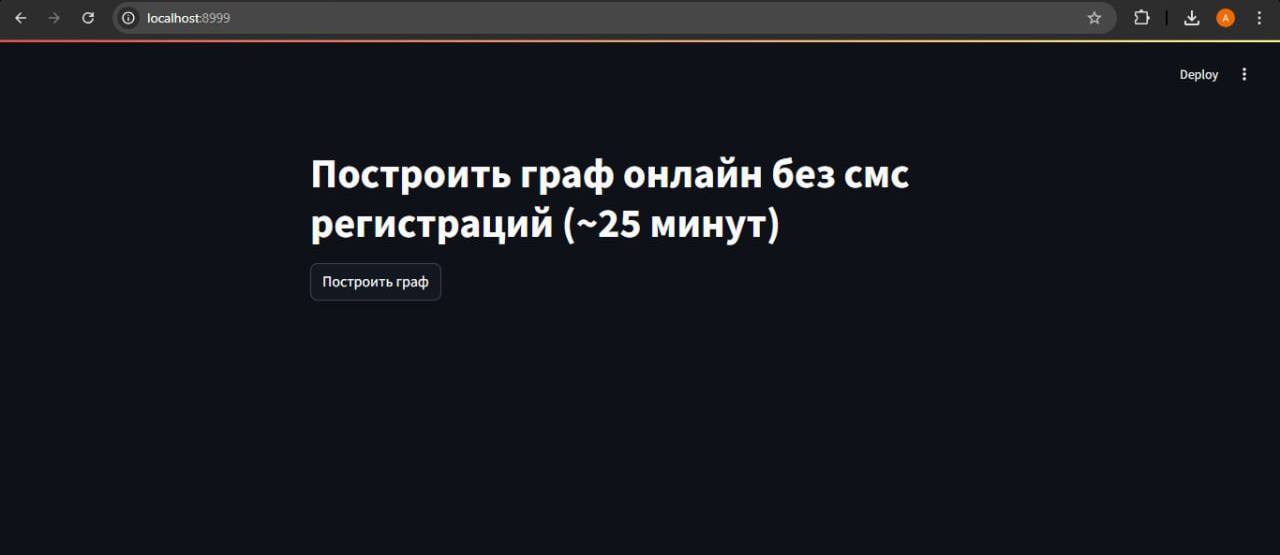 localhost:8999
A
Deploy
Построить граф онлайн без смс
регистраций (~25 минут)
Построить граф